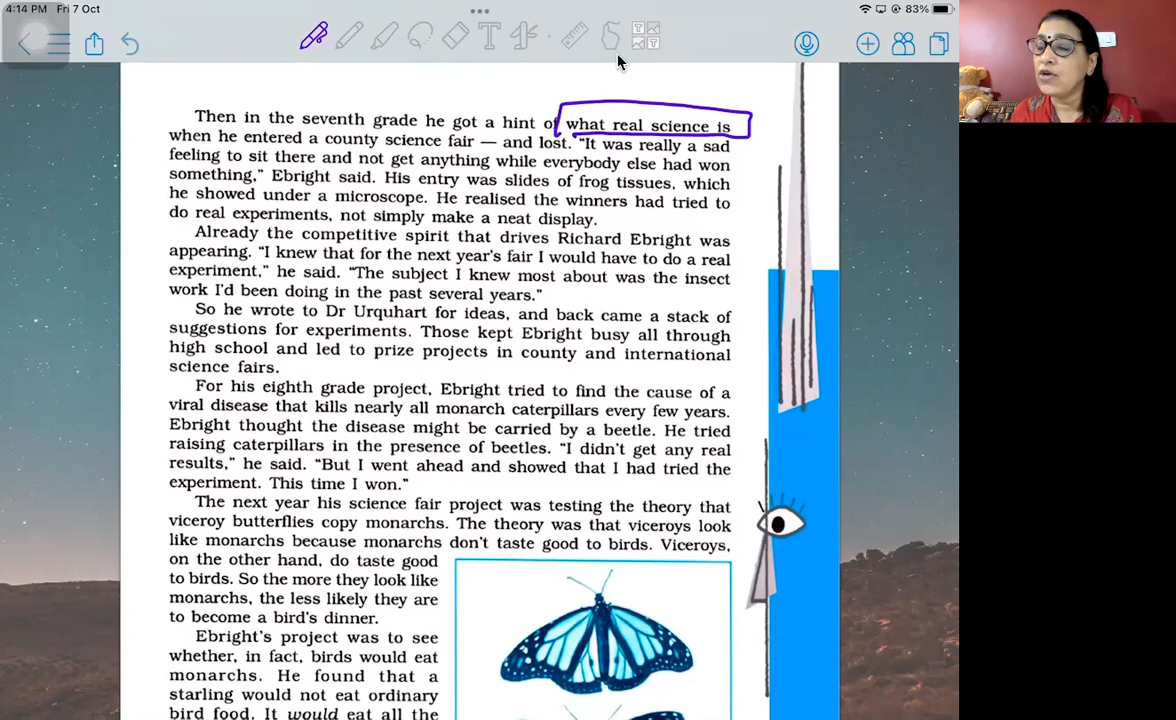 4:14 PM Fri 7 Oct
83%
Then in the seventh grade he got a hint of what real science is
when he entered a county science fair — and lost. “It was really a sad
feeling to sit there and not get anything while everybody else had won
something,” Ebright said. His entry was slides of frog tissues, which
he showed under a microscope. He realised the winners had tried to
do real experiments, not simply make a neat display.
Already the competitive spirit that drives Richard Ebright was
appearing. “I knew that for the next year’s fair I would have to do a real
experiment,” he said. “The subject I knew most about was the insect
work I’d been doing in the past several years.”
So he wrote to Dr Urquhart for ideas, and back came a stack of
suggestions for experiments. Those kept Ebright busy all through
high school and led to prize projects in county and international
science fairs.
For his eighth grade project, Ebright tried to find the cause of a
viral disease that kills nearly all monarch caterpillars every few years.
Ebright thought the disease might be carried by a beetle. He tried
raising caterpillars in the presence of beetles. “I didn’t get any real
results,” he said. “But I went ahead and showed that I had tried the
experiment. This time I won.”
The next year his science fair project was testing the theory that
viceroy butterflies copy monarchs. The theory was that viceroys look
like monarchs because monarchs don’t taste good to birds. Viceroys,
on the other hand, do taste good
to birds. So the more they look like
monarchs, the less likely they are
to become a bird’s dinner.
Ebright’s project was to see
whether, in fact, birds would eat
monarchs. He found that a
starling would not eat ordinary
bird food. It would eat all the